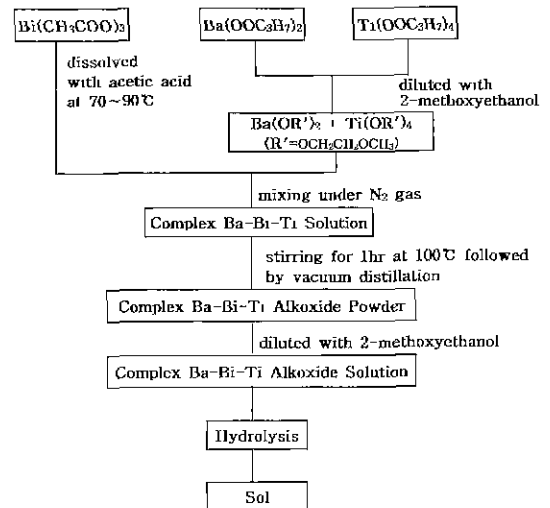 Bi(CH3COO)3
Ba(OOC3H7)2
Ti(OOC3H7)4
dissolved
with acetic acid
at 70~90℃
diluted with
2-methoxyethanol
Ba(OR')2 + Ti(OR')4
(R'=OCH2CH2OCH3)
mixing under N2 gas
Complex Ba-Bi-Ti Solution
stirring for 1hr at 100℃ followed
by vacuum distillation
Complex Ba-Bi-Ti Alkoxide Powder
diluted with 2-methoxyethanol
Complex Ba-Bi-Ti Alkoxide Solution
Hydrolysis
Sol